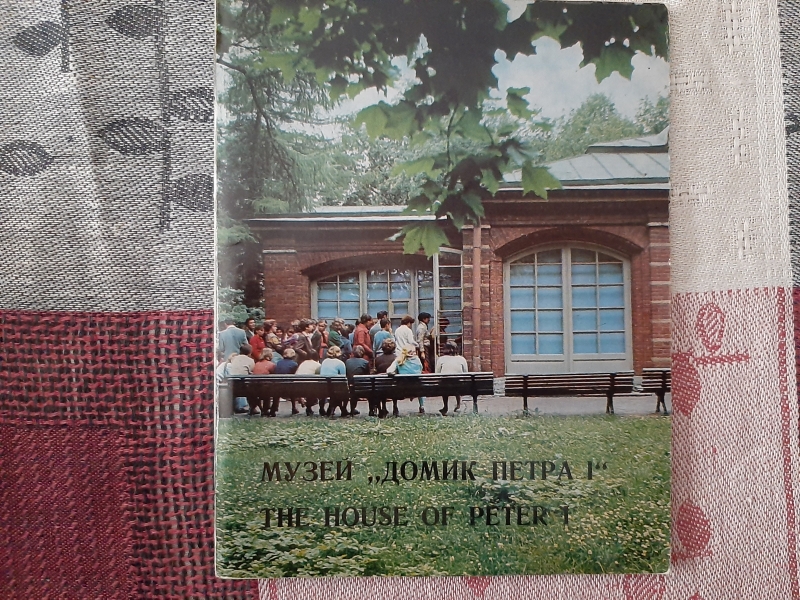 МУЗЕЙ „ДОМИК ПЕТРА I“
THE HOUSE OF PETER I